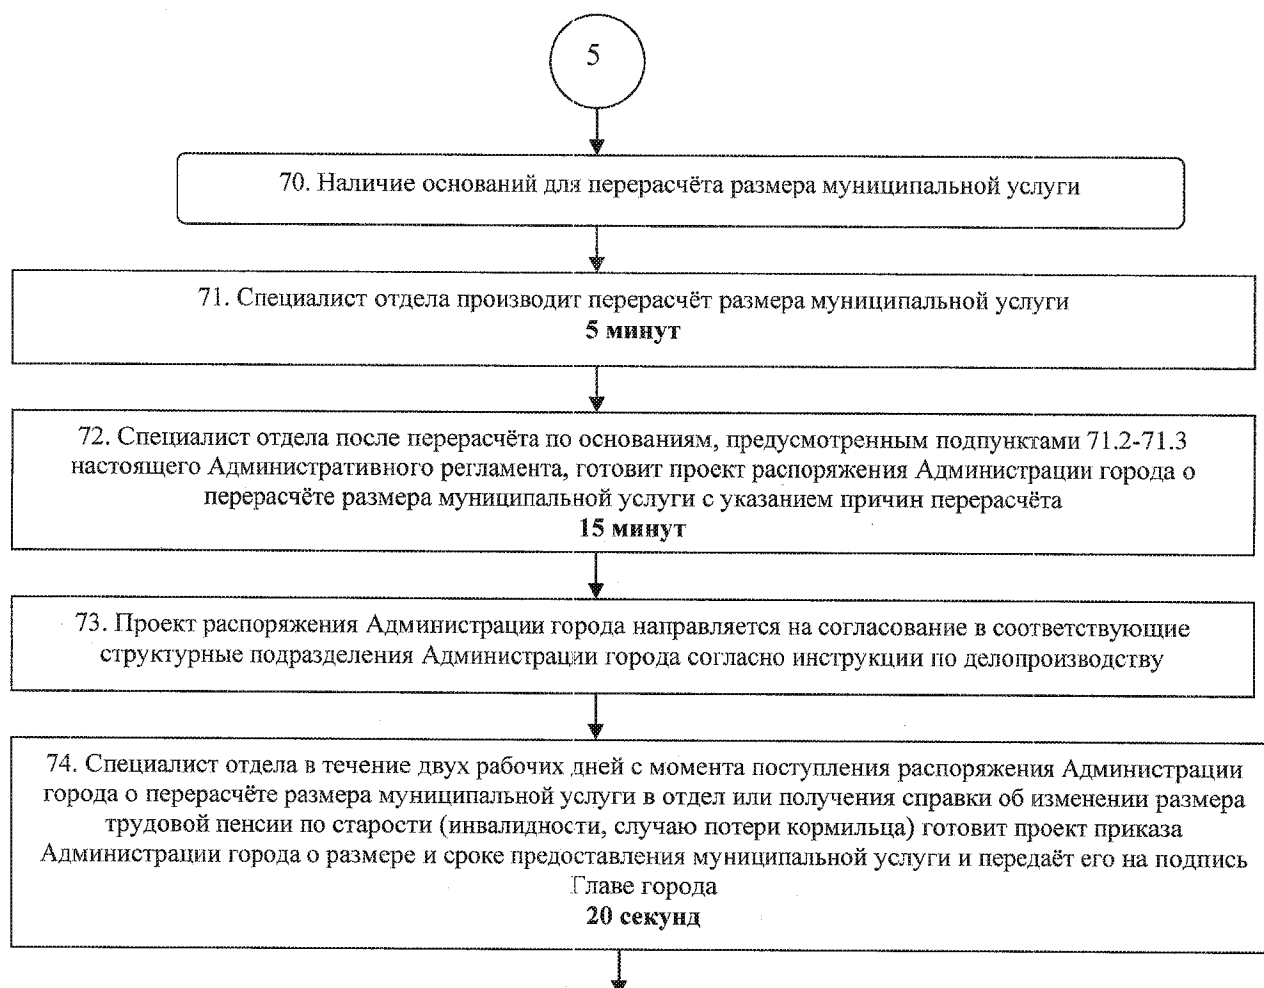 5
70. Наличие оснований для перерасчёта размера муниципальной услуги
71. Специалист отдела производит перерасчёт размера муниципальной услуги
5 минут
72. Специалист отдела после перерасчёта по основаниям, предусмотренным подпунктами 71.2-71.3
настоящего Административного регламента, готовит проект распоряжения Администрации города о
перерасчёте размера муниципальной услуги с указанием причин перерасчёта
15 минут
73. Проект распоряжения Администрации города направляется на согласование в соответствующие
структурные подразделения Администрации города согласно инструкции по делопроизводству
74. Специалист отдела в течение двух рабочих дней с момента поступления распоряжения Администрации
города о перерасчёте размера муниципальной услуги в отдел или получения справки об изменении размера
трудовой пенсии по старости (инвалидности, случаю потери кормильца) готовит проект приказа
Администрации города о размере и сроке предоставления муниципальной услуги и передаёт его на подпись
Главе города
20 секунд